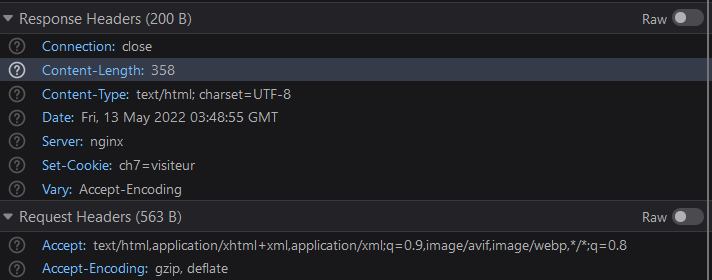 Response Headers (200 B) Raw
Connection: close
Content-Length: 358
Content-Type: text/html; charset=UTF-8
Date: Fri, 13 May 2022 03:48:55 GMT
Server: nginx
Set-Cookie: ch7=visiteur
Vary: Accept-Encoding
Request Headers (563 B) Raw
Accept: text/html,application/xhtml+xml,application/xml;q=0.9,image/avif,image/webp,*/*;q=0.8
Accept-Encoding: gzip, deflate